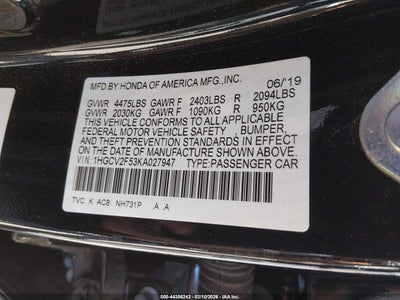 MFD.BY HONDA OF AMERICA MFG.,INC. 06/19
GVWR 4475LBS GAWR F 2403LBS R 2094LBS
GVWR 2030KG GAWR F 1090KG R 950KG
THIS VEHICLE CONFORMS TO ALL APPLICABLE
FEDERAL MOTOR VEHICLE SAFETY , BUMPER,
AND THEFT PREVENTION STANDARDS IN EFFECT
ON THE DATE OF MANUFACTURE SHOWN ABOVE.
V I N : 1HGCV2F53KA027947 TYPE:PASSENGER CAR
TVC K AC8 NH731P .A .A
000-44356242 (02/10/2026 - IAA Inc.)